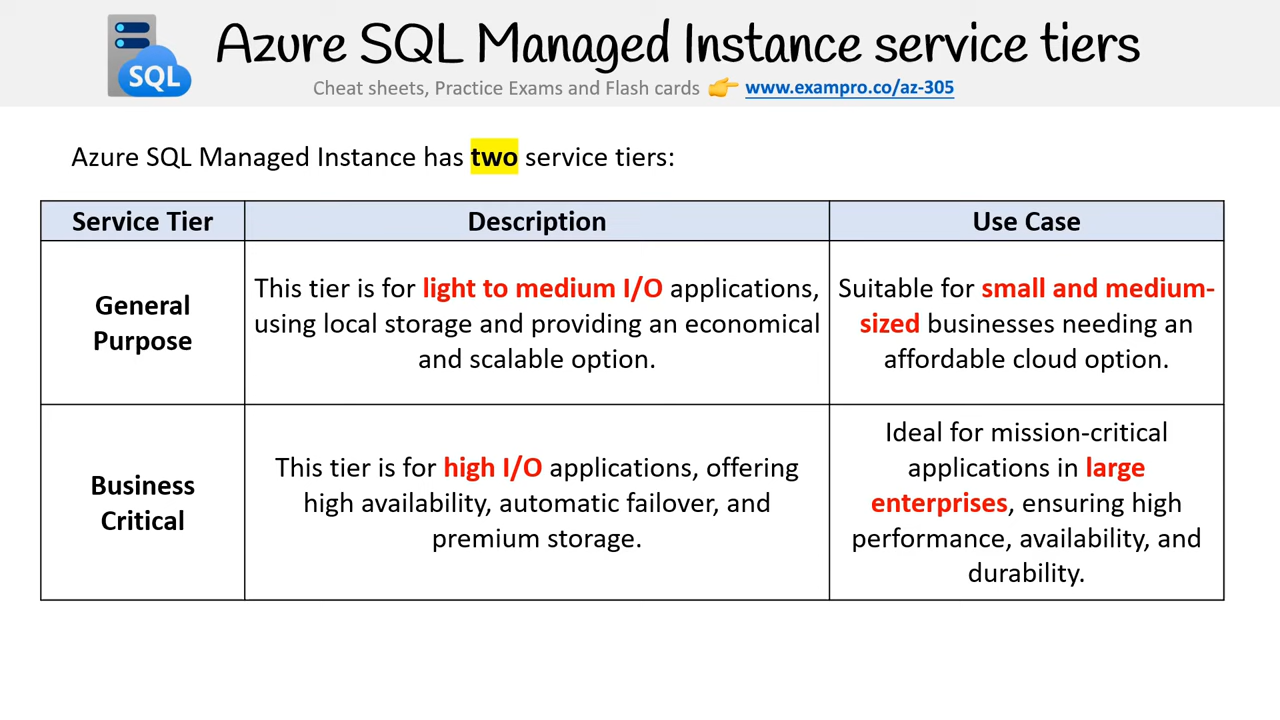 SQL
Azure SQL Managed Instance service tiers
Cheat sheets, Practice Exams and Flash cards 👉 www.exampro.co/az-305
Azure SQL Managed Instance has two service tiers:
Service Tier
Description
Use Case
General
Purpose
This tier is for light to medium I/O applications,
using local storage and providing an economical
and scalable option.
Suitable for small and medium-
sized businesses needing an
affordable cloud option.
Business
Critical
This tier is for high I/O applications, offering
high availability, automatic failover, and
premium storage.
Ideal for mission-critical
applications in large
enterprises, ensuring high
performance, availability, and
durability.